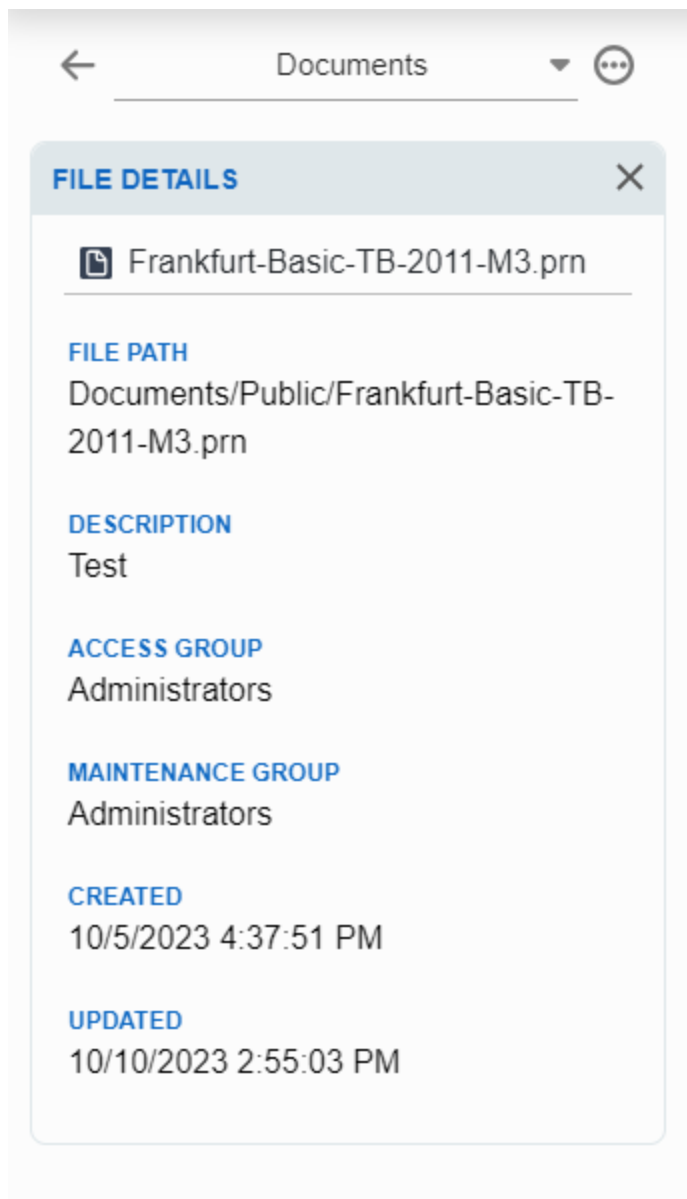 Documents
FILE DETAILS
Frankfurt-Basic-TB-2011-M3.prn
FILE PATH
Documents/Public/Frankfurt-Basic-TB-
2011-M3.prn
DESCRIPTION
Test
ACCESS GROUP
Administrators
MAINTENANCE GROUP
Administrators
CREATED
10/5/2023 4:37:51 PM
UPDATED
10/10/2023 2:55:03 PM